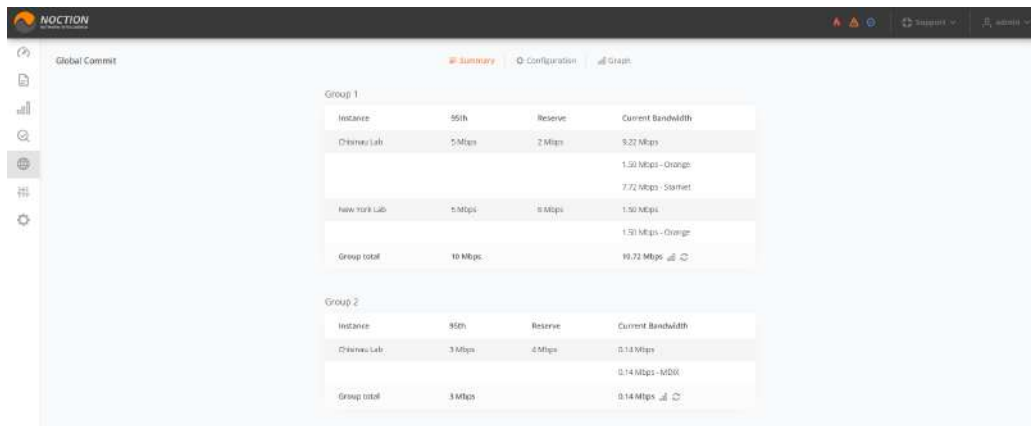 NOCTION
Support
admin
Global Commit
Summary Configuration Graph
Group 1
Instance 95th Reserve Current Bandwidth
Chisinau Lab 5 Mbps 2 Mbps 9.22 Mbps
1.50 Mbps - Orange
7.72 Mbps - Starnet
New York Lab 5 Mbps Mbps 1.50 Mbps
1.50 Mbps - Orange
Group total 10 Mbps 10.72 Mbps
Group 2
Instance 95th Reserve Current Bandwidth
Chisinau Lab 3 Mbps 4 Mbps 0.14 Mbps
0.14 Mbps - MDIX
Group total 3 Mbps 0.14 Mbps